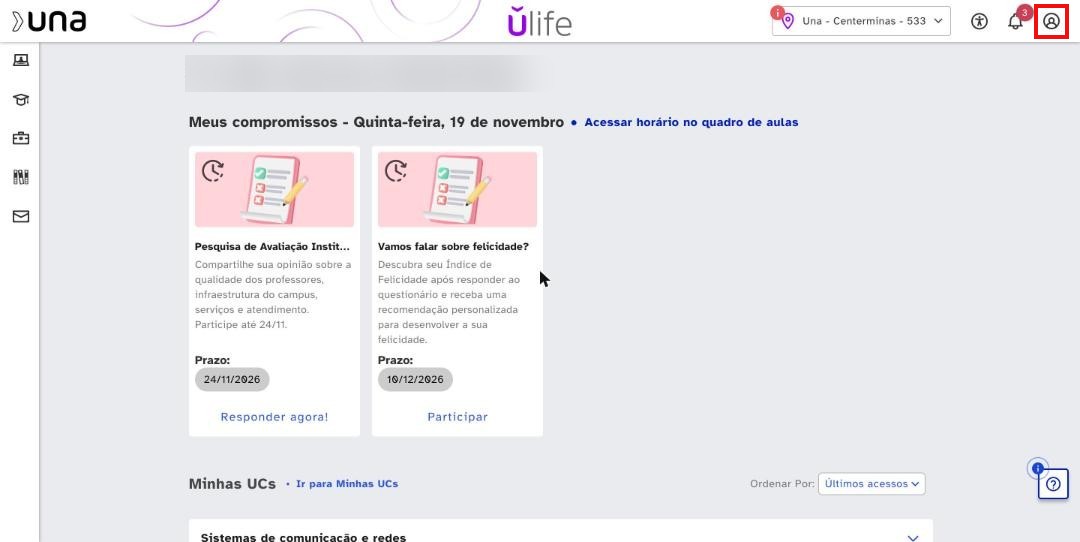 una
Ulife
Una - Centerminas - 533
3
Meus compromissos - Quinta-feira, 19 de novembro • Acessar horário no quadro de aulas
Pesquisa de Avaliação Instit...
Compartilhe sua opinião sobre a
qualidade dos professores,
infraestrutura do campus,
serviços e atendimento.
Participe até 24/11.
Prazo:
24/11/2026
Responder agora!
Vamos falar sobre felicidade?
Descubra seu Índice de
Felicidade após responder ao
questionário e receba uma
recomendação personalizada
para desenvolver a sua
felicidade.
Prazo:
10/12/2026
Participar
Minhas UCs • Ir para Minhas UCs
Ordenar Por: Últimos acessos
Sistemas de comunicação e redes